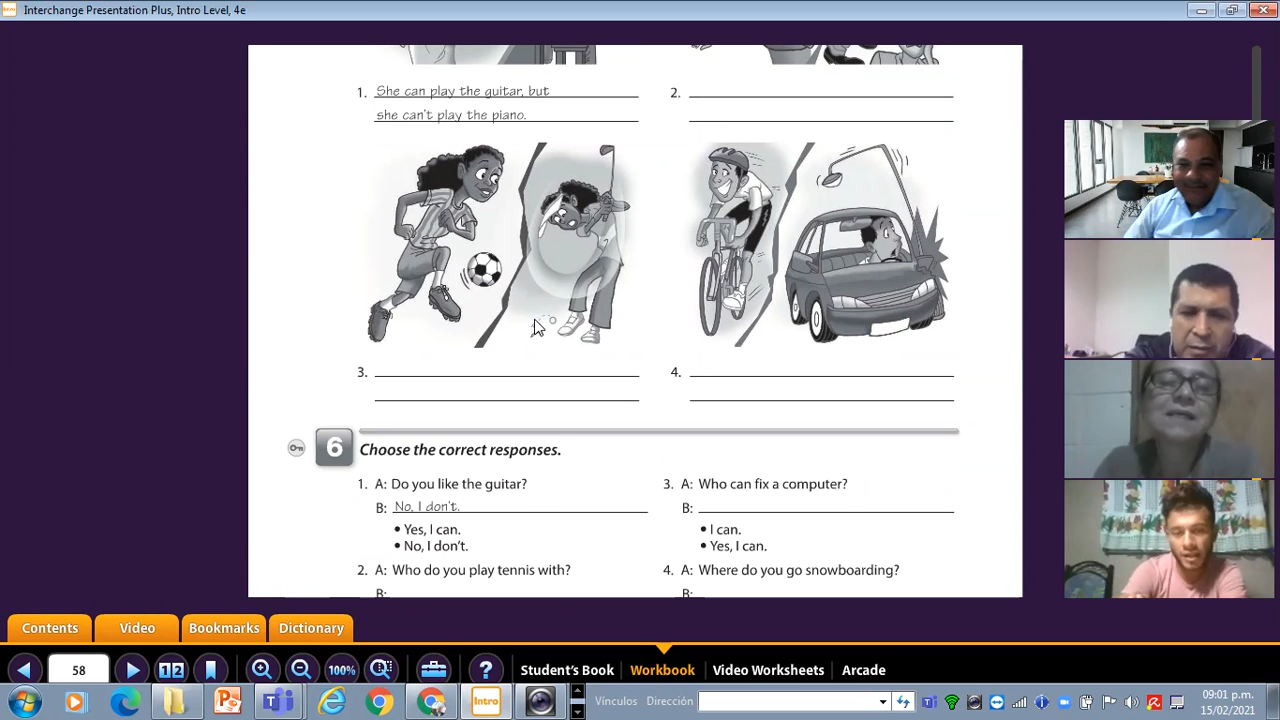 Interchange Presentation Plus, Intro Level, 4e
1. She can play the guitar, but
she can't play the piano.
2.
3.
4.
6 Choose the correct responses.
1. A: Do you like the guitar?
B: No, I don't.
• Yes, I can.
• No, I don't.
2. A: Who do you play tennis with?
B:
3. A: Who can fix a computer?
B:
• I can.
• Yes, I can.
4. A: Where do you go snowboarding?
B:
Contents Video Bookmarks Dictionary
58 12 100% ? Student's Book Workbook Video Worksheets Arcade
Intro Vínculos Dirección 09:01 p.m.
15/02/2021